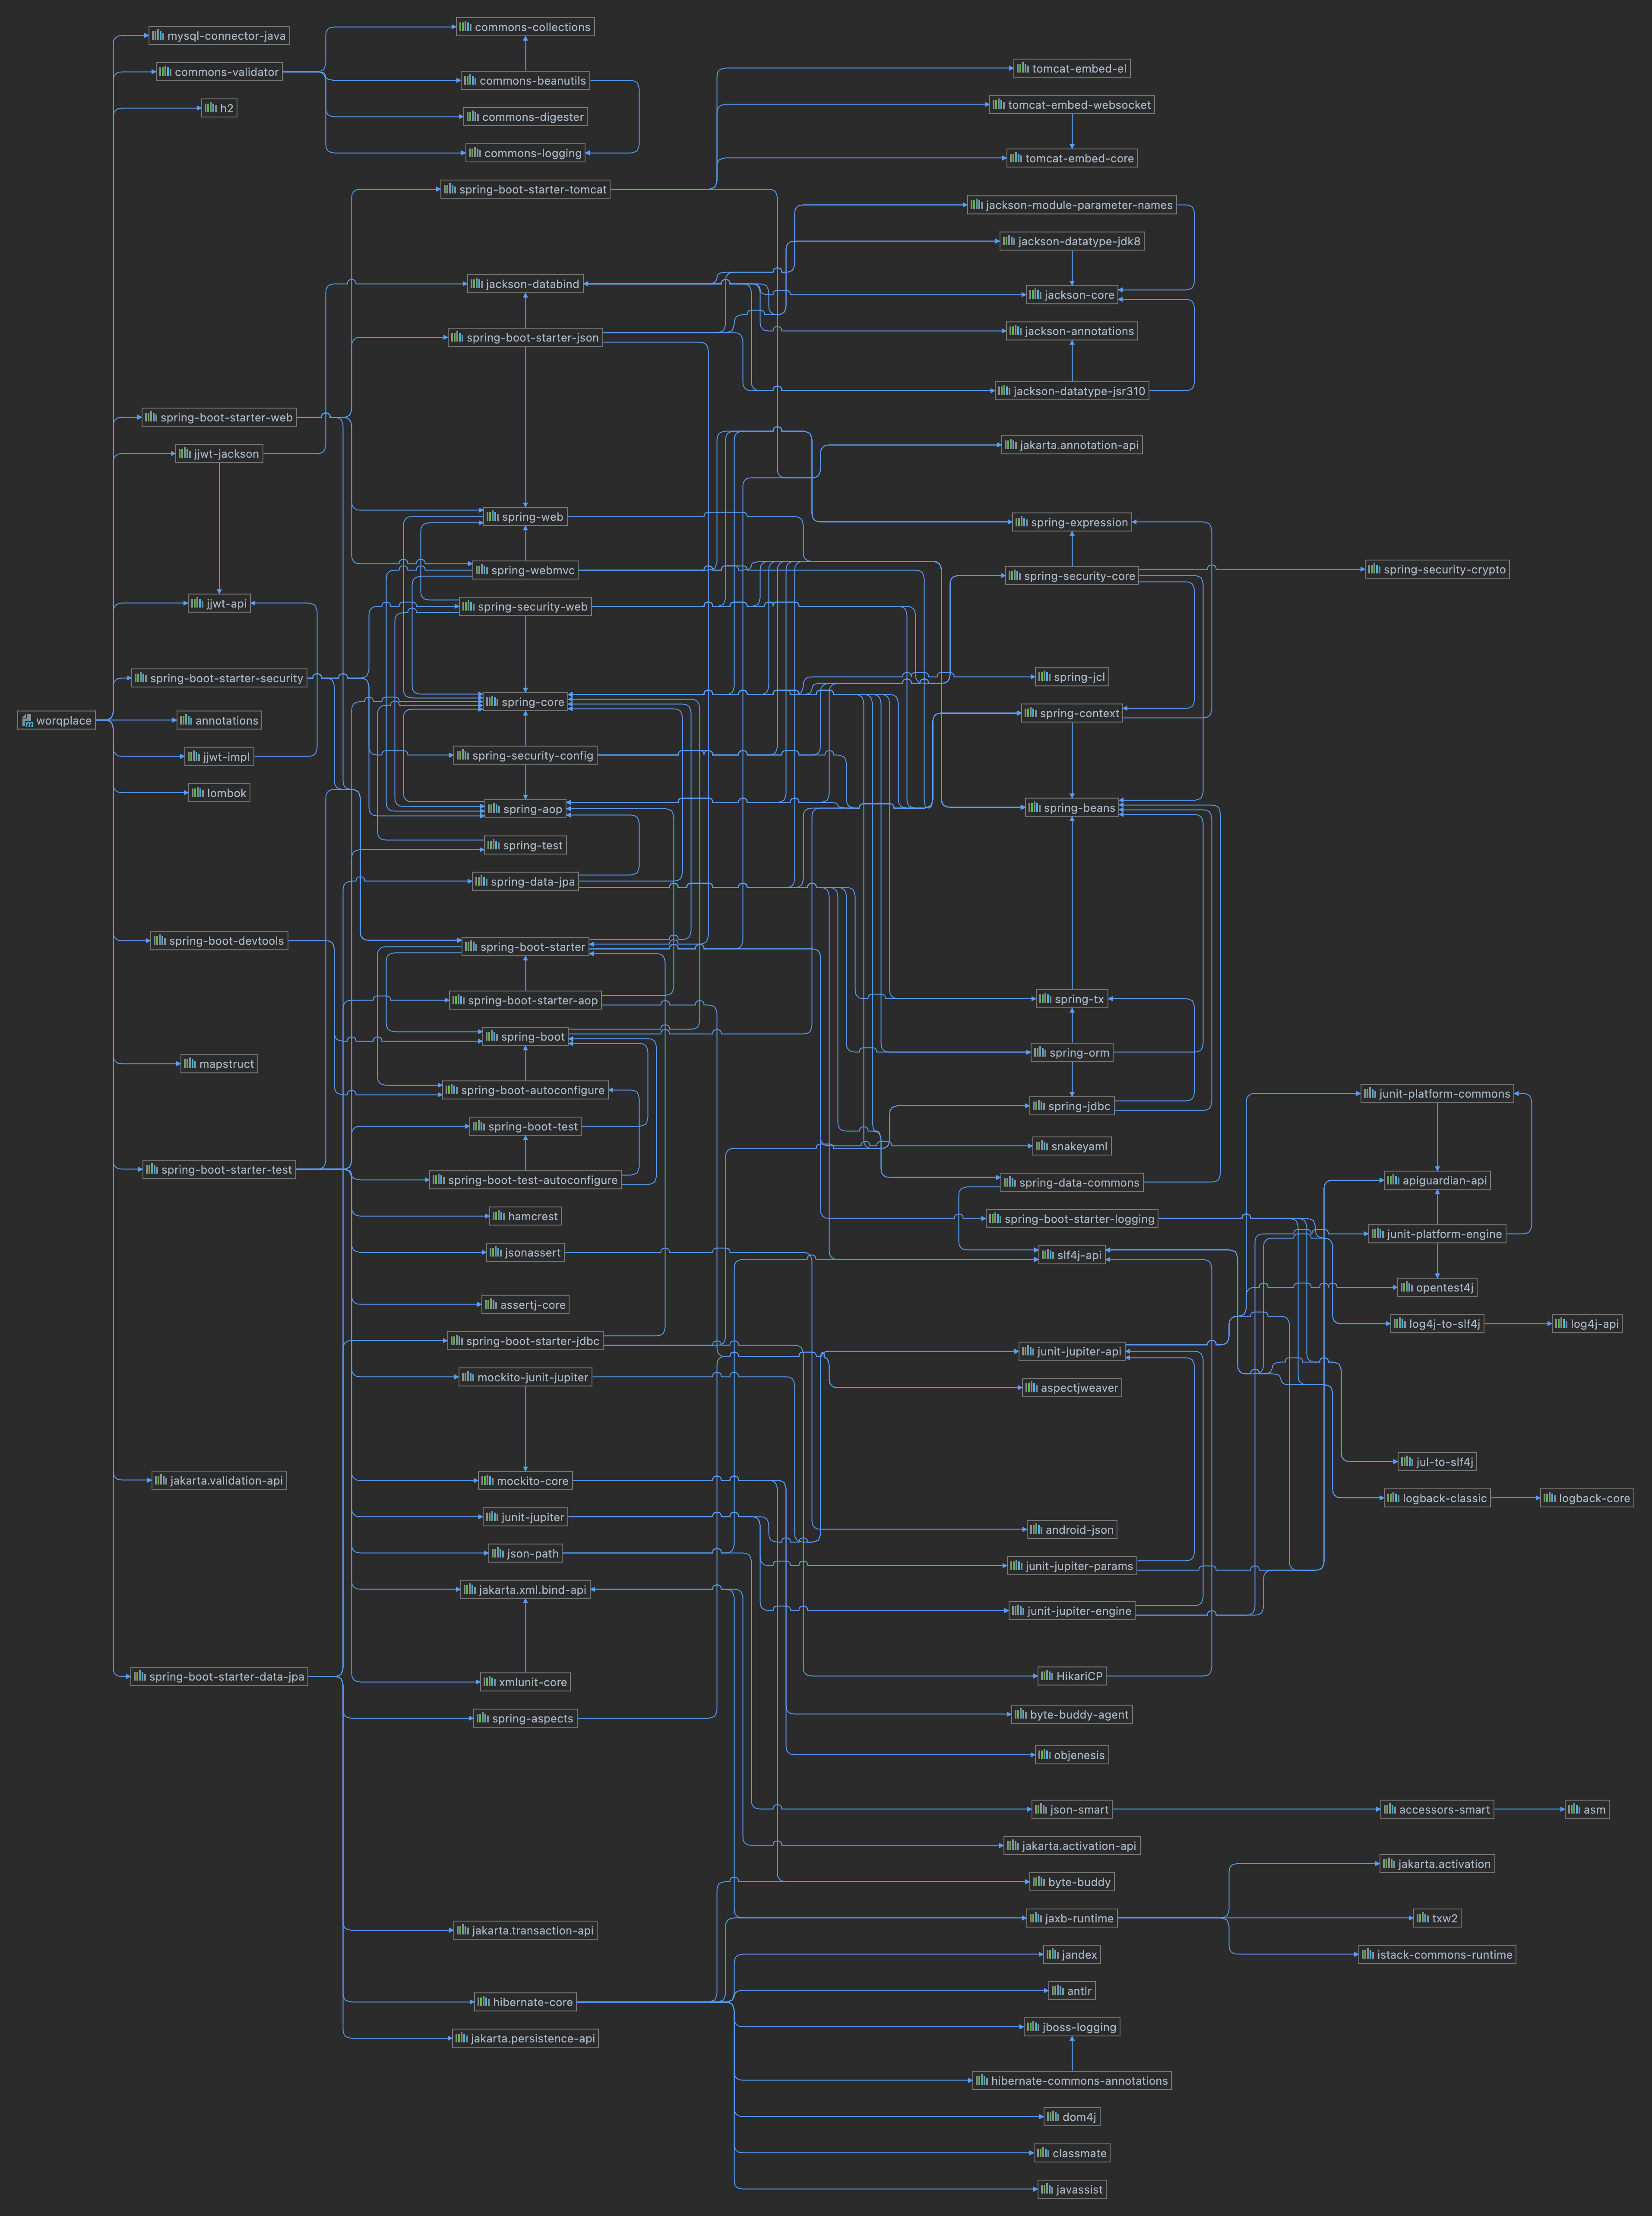 worqplace
mysql-connector-java
commons-validator
h2
spring-boot-starter-web
jjwt-jackson
jjwt-api
spring-boot-starter-security
annotations
jjwt-impl
lombok
spring-boot-devtools
mapstruct
spring-boot-starter-test
jakarta.validation-api
spring-boot-starter-data-jpa
commons-collections
commons-beanutils
commons-digester
commons-logging
spring-boot-starter-tomcat
jackson-databind
spring-boot-starter-json
spring-web
spring-webmvc
spring-security-web
spring-core
spring-security-config
spring-aop
spring-test
spring-data-jpa
spring-boot-starter
spring-boot-starter-aop
spring-boot
spring-boot-autoconfigure
spring-boot-test
spring-boot-test-autoconfigure
hamcrest
jsonassert
assertj-core
spring-boot-starter-jdbc
mockito-junit-jupiter
mockito-core
junit-jupiter
json-path
jakarta.xml.bind-api
xmlunit-core
spring-aspects
jakarta.transaction-api
hibernate-core
jakarta.persistence-api
tomcat-embed-el
tomcat-embed-websocket
tomcat-embed-core
jackson-module-parameter-names
jackson-datatype-jdk8
jackson-core
jackson-annotations
jackson-datatype-jsr310
jakarta.annotation-api
spring-expression
spring-security-core
spring-jcl
spring-context
spring-beans
spring-tx
spring-orm
spring-jdbc
snakeyaml
spring-data-commons
spring-boot-starter-logging
slf4j-api
junit-jupiter-api
aspectjweaver
android-json
junit-jupiter-params
junit-jupiter-engine
HikariCP
byte-buddy-agent
objenesis
json-smart
jakarta.activation-api
byte-buddy
jaxb-runtime
jandex
antlr
jboss-logging
hibernate-commons-annotations
dom4j
classmate
javassist
spring-security-crypto
junit-platform-commons
apiguardian-api
junit-platform-engine
opentest4j
log4j-to-slf4j
jul-to-slf4j
logback-classic
accessors-smart
jakarta.activation
txw2
istack-commons-runtime
log4j-api
logback-core
asm